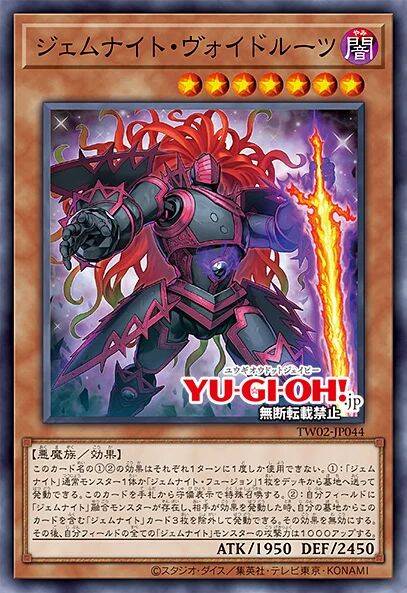 ジェムナイト・ヴォイドルーツ
やみ
闇
ユウギオウドットジェイピー
YU-GI-OH!.jp
無断転載禁止
TW02-JP044
【悪魔族/効果】
このカード名の①②の効果はそれぞれ1ターンに1度しか使用できない。①:「ジェム
ナイト」通常モンスター1体か「ジェムナイト・フュージョン」1枚をデッキから墓地へ送って
発動できる。このカードを手札から守備表示で特殊召喚する。②:自分フィールドに
「ジェムナイト」融合モンスターが存在し、相手が効果を発動した時、自分の墓地からこの
カードを含む「ジェムナイト」カード3枚を除外して発動できる。その効果を無効にする。
その後、自分フィールドの全ての「ジェムナイト」モンスターの攻撃力は1000アップする。
ATK/1950 DEF/2450
©スタジオ・ダイス/集英社・テレビ東京・KONAMI